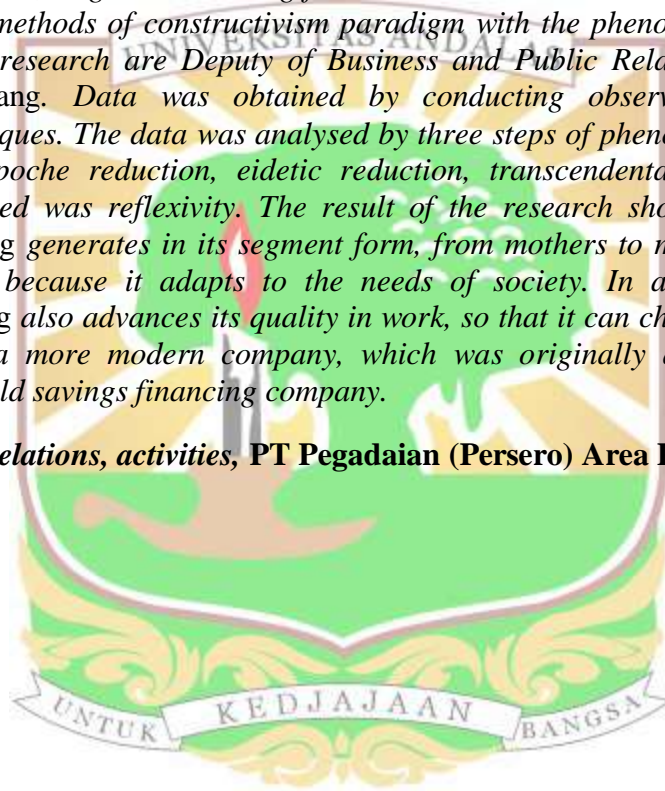 methods of constructivism paradigm with the pheno
UNIVERSITAS ANDALAS
research are Deputy of Business and Public Rela
ang. Data was obtained by conducting observ
ques. The data was analysed by three steps of phen
poche reduction, eidetic reduction, transcendenta
ed was reflexivity. The result of the research sho
g generates in its segment form, from mothers to m
because it adapts to the needs of society. In a
g also advances its quality in work, so that it can ch
a more modern company, which was originally
ld savings financing company.
elations, activities, PT Pegadaian (Persero) Area
UNTUK KEDJAJAAN BANGSA